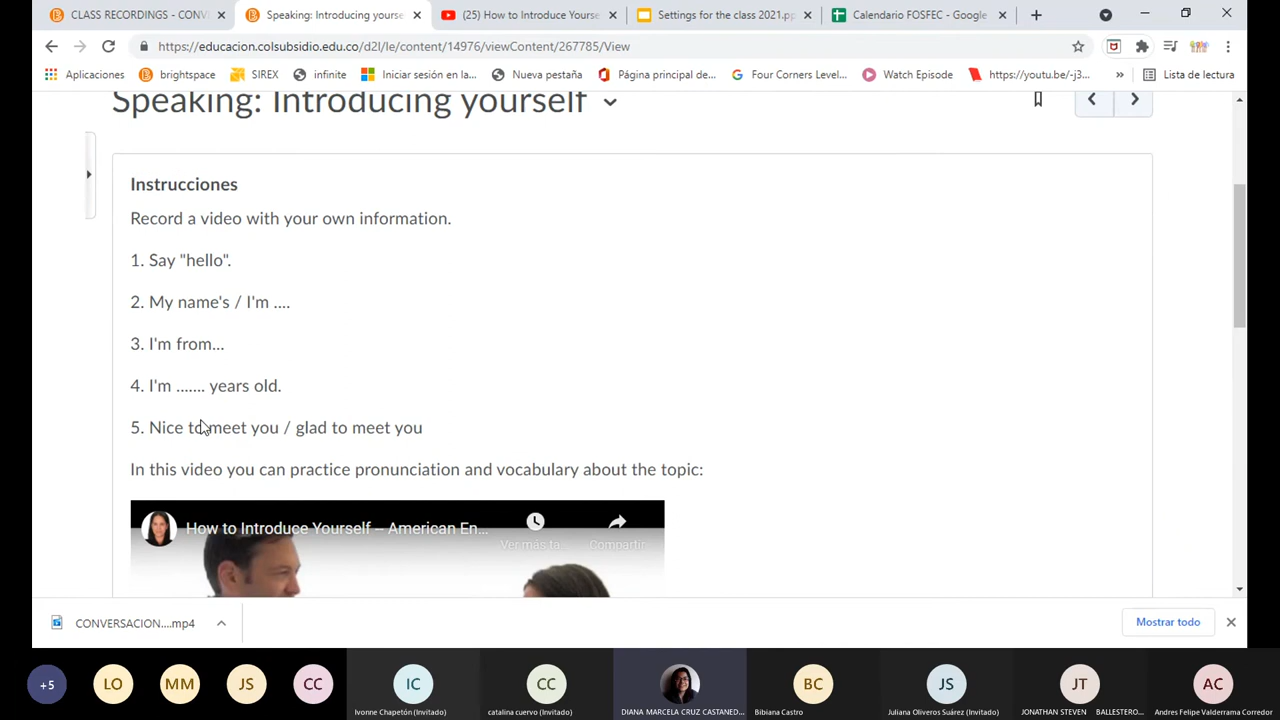 CLASS RECORDINGS - CONVI
Speaking: Introducing yourse
(25) How to Introduce Yourse
Settings for the class 2021.pp
Calendario FOSFEC - Google
https://educacion.colsubsidio.edu.co/d2l/le/content/14976/viewContent/267785/View
Aplicaciones
brightspace
SIREX
infinite
Iniciar sesión en la...
Nueva pestaña
Página principal de...
Four Corners Level...
Watch Episode
https://youtu.be/-j3...
»
Lista de lectura
Speaking: Introducing yourself
Instrucciones
Record a video with your own information.
1. Say "hello".
2. My name's / I'm ....
3. I'm from...
4. I'm ....... years old.
5. Nice to meet you / glad to meet you
In this video you can practice pronunciation and vocabulary about the topic:
How to Introduce Yourself – American En...
Ver más ta...
Compartir
CONVERSACION....mp4
Mostrar todo
+5
LO
MM
JS
CC
IC
CC
BC
JS
JT
AC
Ivonne Chapetón (Invitado)
catalina cuervo (Invitado)
DIANA MARCELA CRUZ CASTANED...
Bibiana Castro
Juliana Oliveros Suárez (Invitado)
JONATHAN STEVEN BALLESTERO...
Andres Felipe Valderrama Corredor